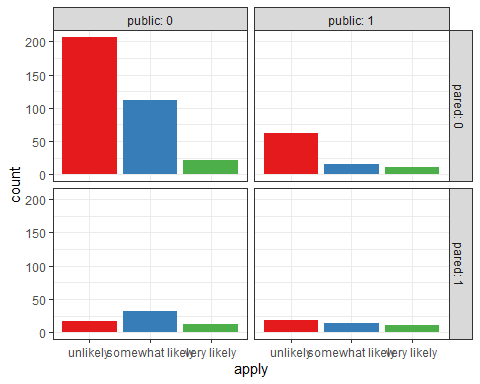 public: 0
public: 1
pared: 0
pared: 1
count
200
150
100
50
0
200
150
100
50
0
unlikely somewhat likely very likely
unlikely somewhat likely very likely
apply